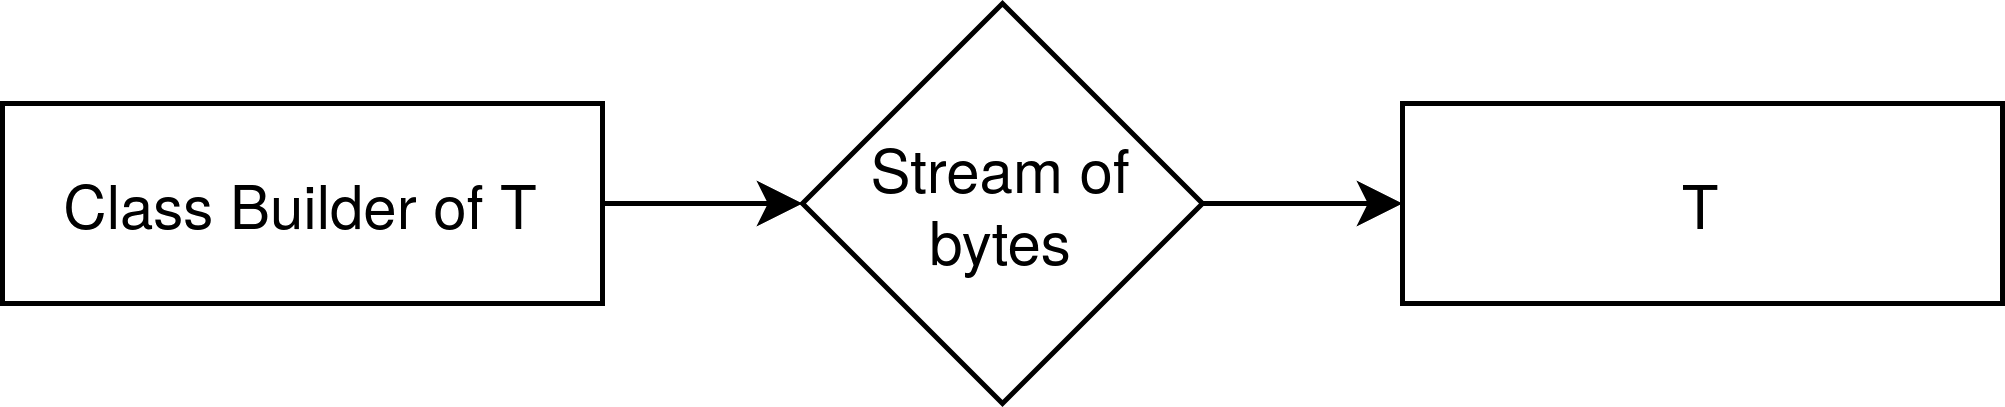 Class Builder of T
Stream of
bytes
T